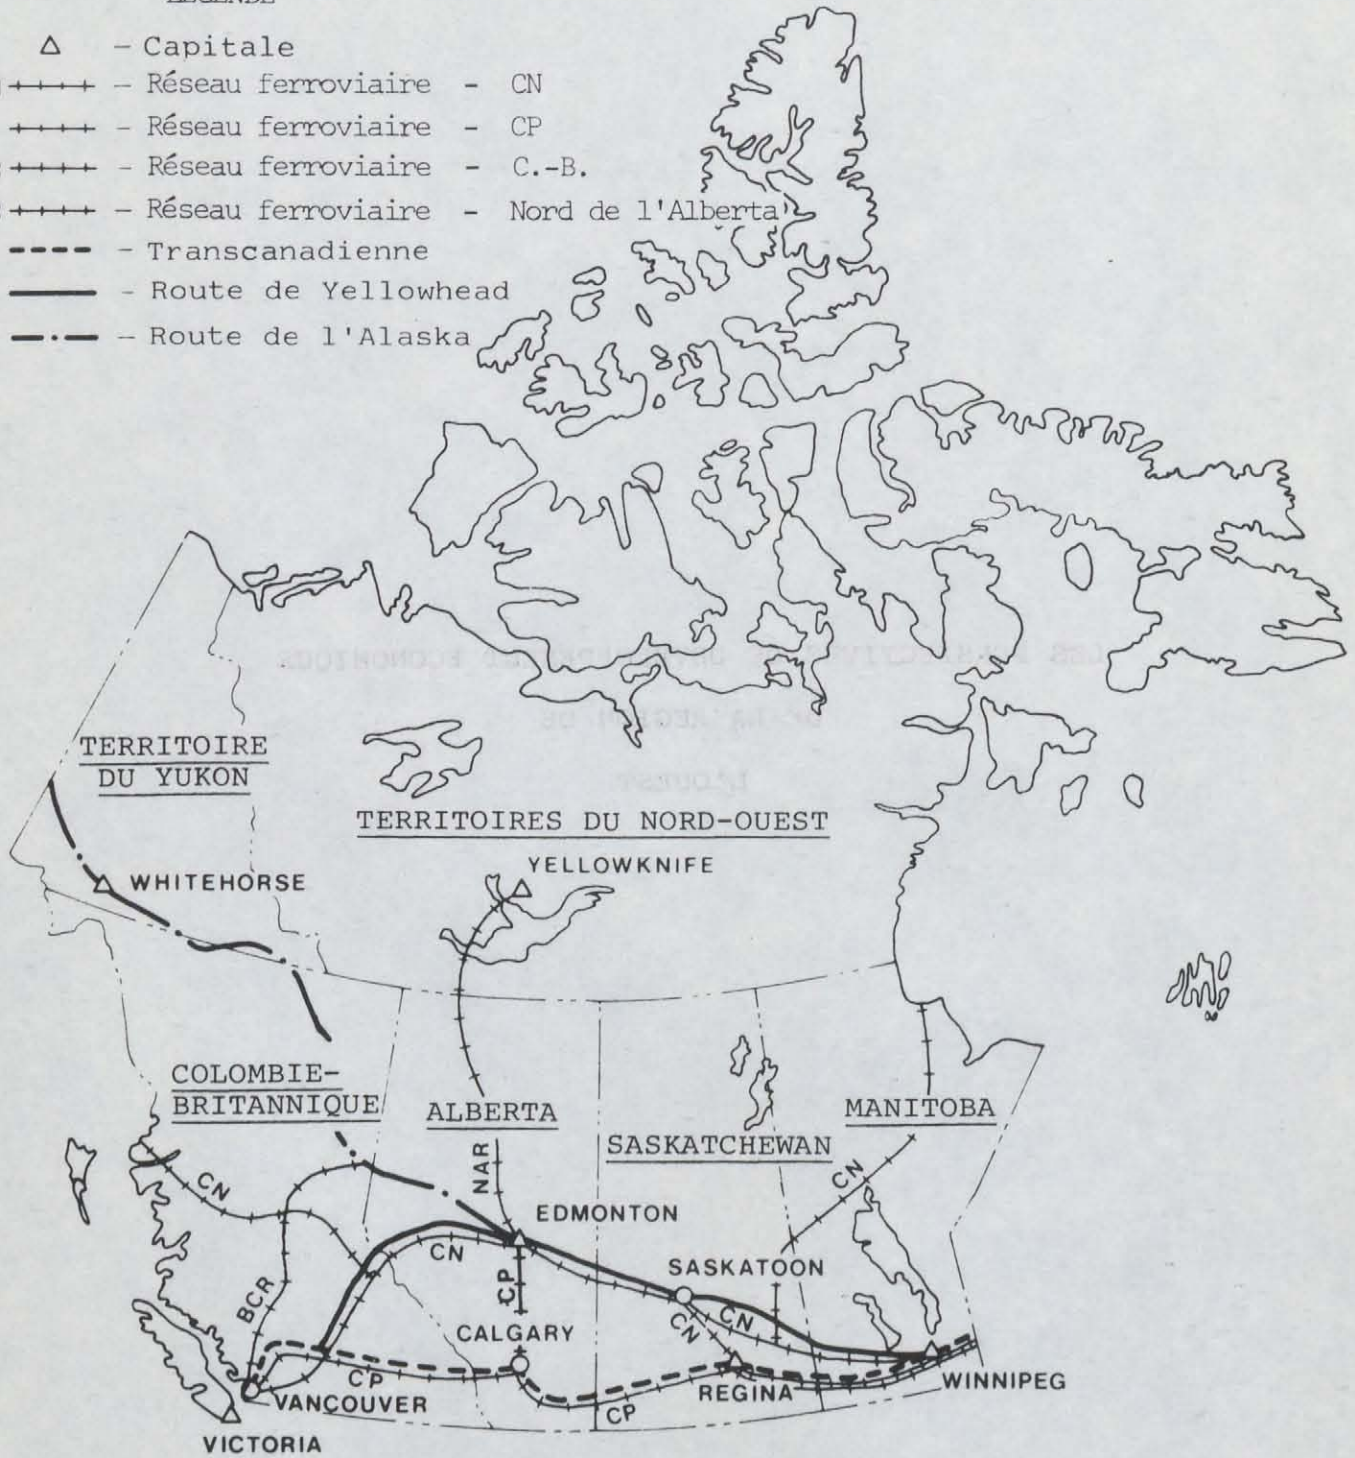 LÉGENDE
△ - Capitale
- Réseau ferroviaire - CN
- Réseau ferroviaire - CP
- Réseau ferroviaire - C.-B.
- Réseau ferroviaire - Nord de l'Alberta
- Transcanadienne
- Route de Yellowhead
- Route de l'Alaska
TERRITOIRE
DU YUKON
TERRITOIRES DU NORD-OUEST
YELLOWKNIFE
WHITEHORSE
COLOMBIE-
BRITANNIQUE
ALBERTA
MANITOBA
SASKATCHEWAN
NAR
CN
CN
EDMONTON
CN
SASKATOON
CP
BCR
CN
CN
CALGARY
CP
REGINA
WINNIPEG
VANCOUVER
CP
VICTORIA